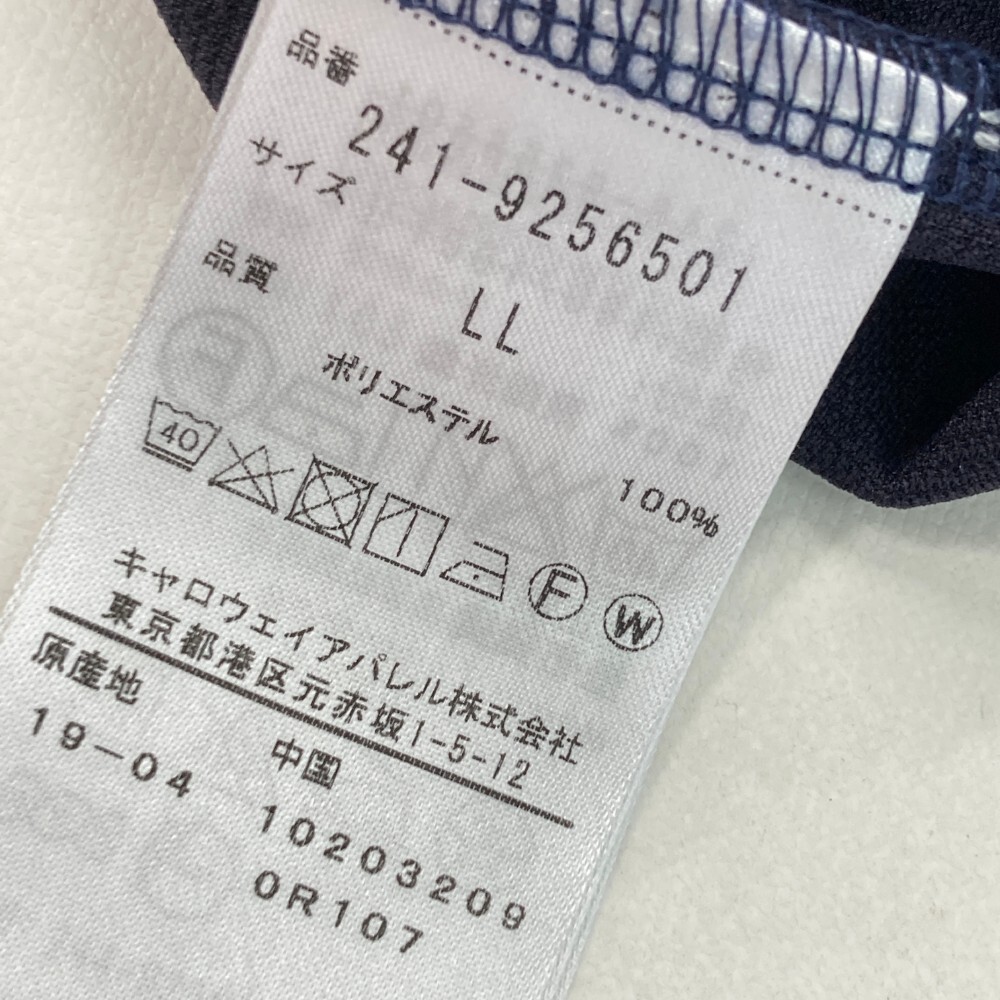 品番
241-9256501
サイズ
LL
品質
ポリエステル
100%
40
F W
キャロウェイアパレル株式会社
東京都港区元赤坂1-5-12
原産地
中国
19-04
10203209
0R107